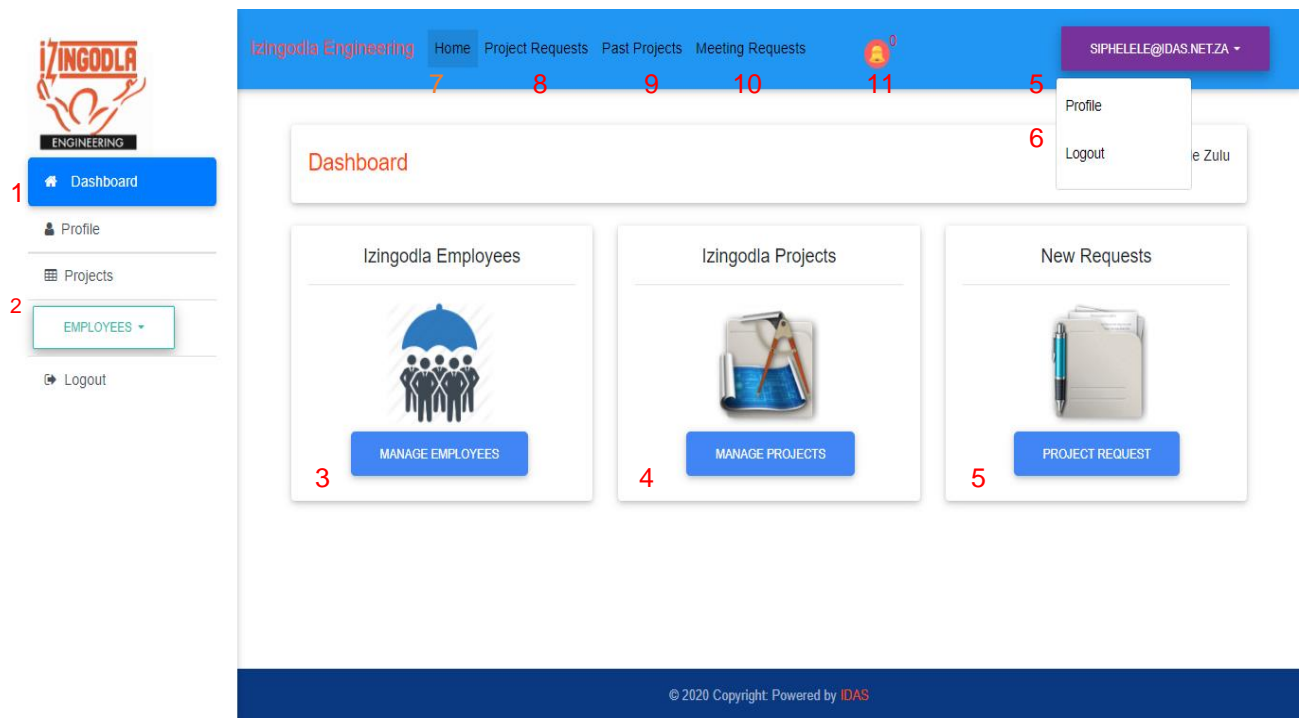 iZINGODLA
ENGINEERING
Izingodla Engineering Home Project Requests Past Projects Meeting Requests 0 SIPHELELE@IDAS.NET.ZA
7 8 9 10 11 5
Profile
6
Logout
Dashboard e Zulu
1
Dashboard
Profile
Projects
2
EMPLOYEES
Logout
Izingodla Employees
MANAGE EMPLOYEES
3
Izingodla Projects
MANAGE PROJECTS
4
New Requests
PROJECT REQUEST
5
© 2020 Copyright: Powered by IDAS